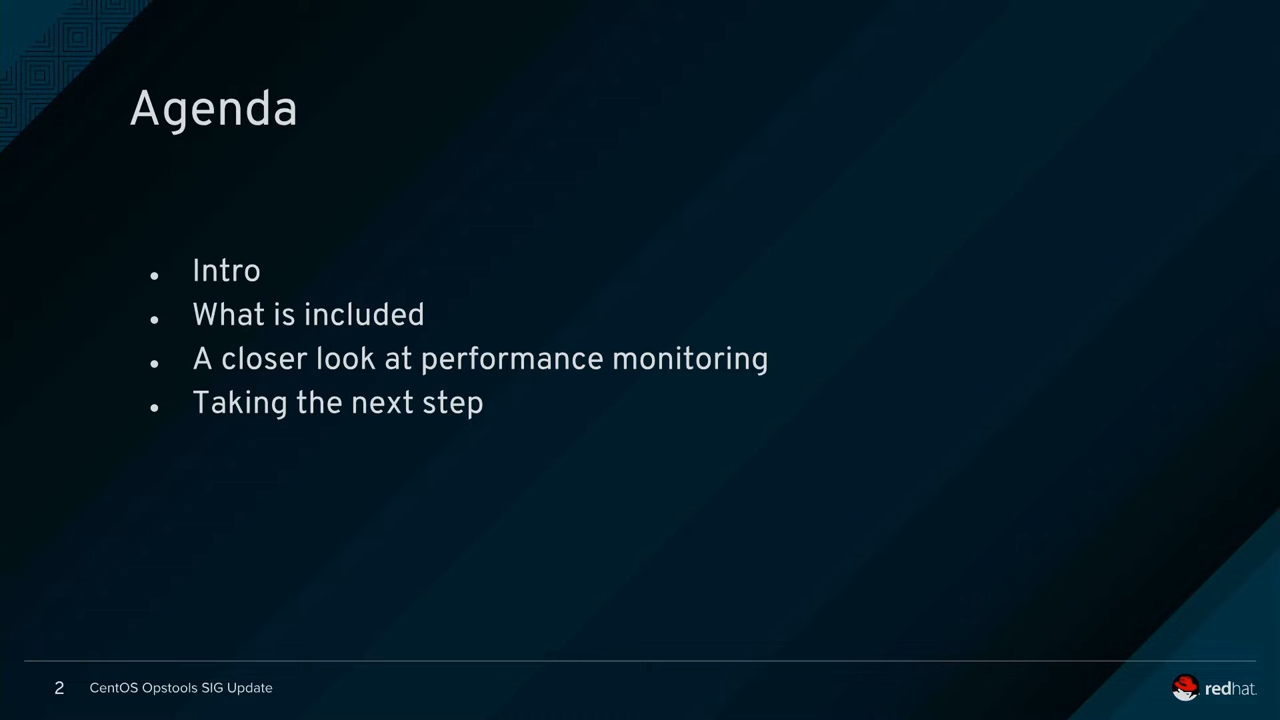 Agenda
• Intro
• What is included
• A closer look at performance monitoring
• Taking the next step
2 CentOS Opstools SIG Update
redhat.